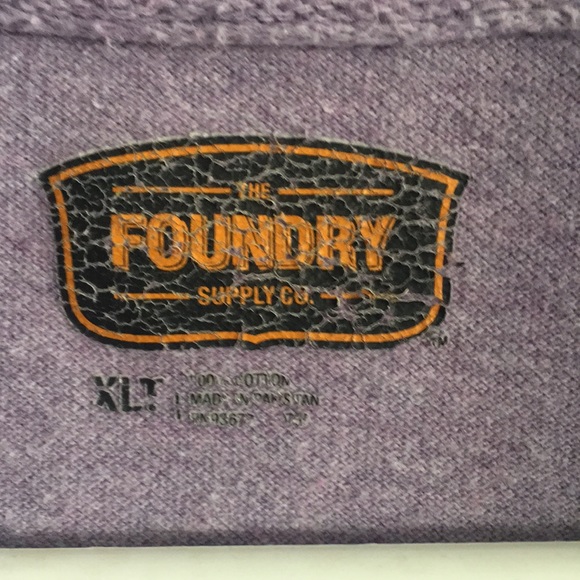 THE
FOUNDRY
SUPPLY CO.
TM
XLT
100% COTTON
MADE IN PAKISTAN